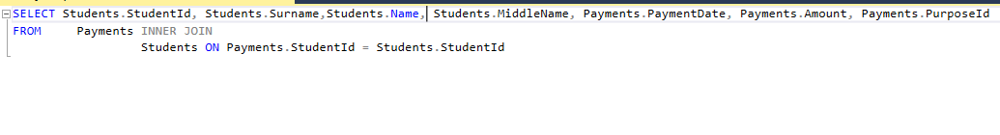 SELECT Students.StudentId, Students.Surname,Students.Name, Students.MiddleName, Payments.PaymentDate, Payments.Amount, Payments.PurposeId
FROM Payments INNER JOIN
Students ON Payments.StudentId = Students.StudentId